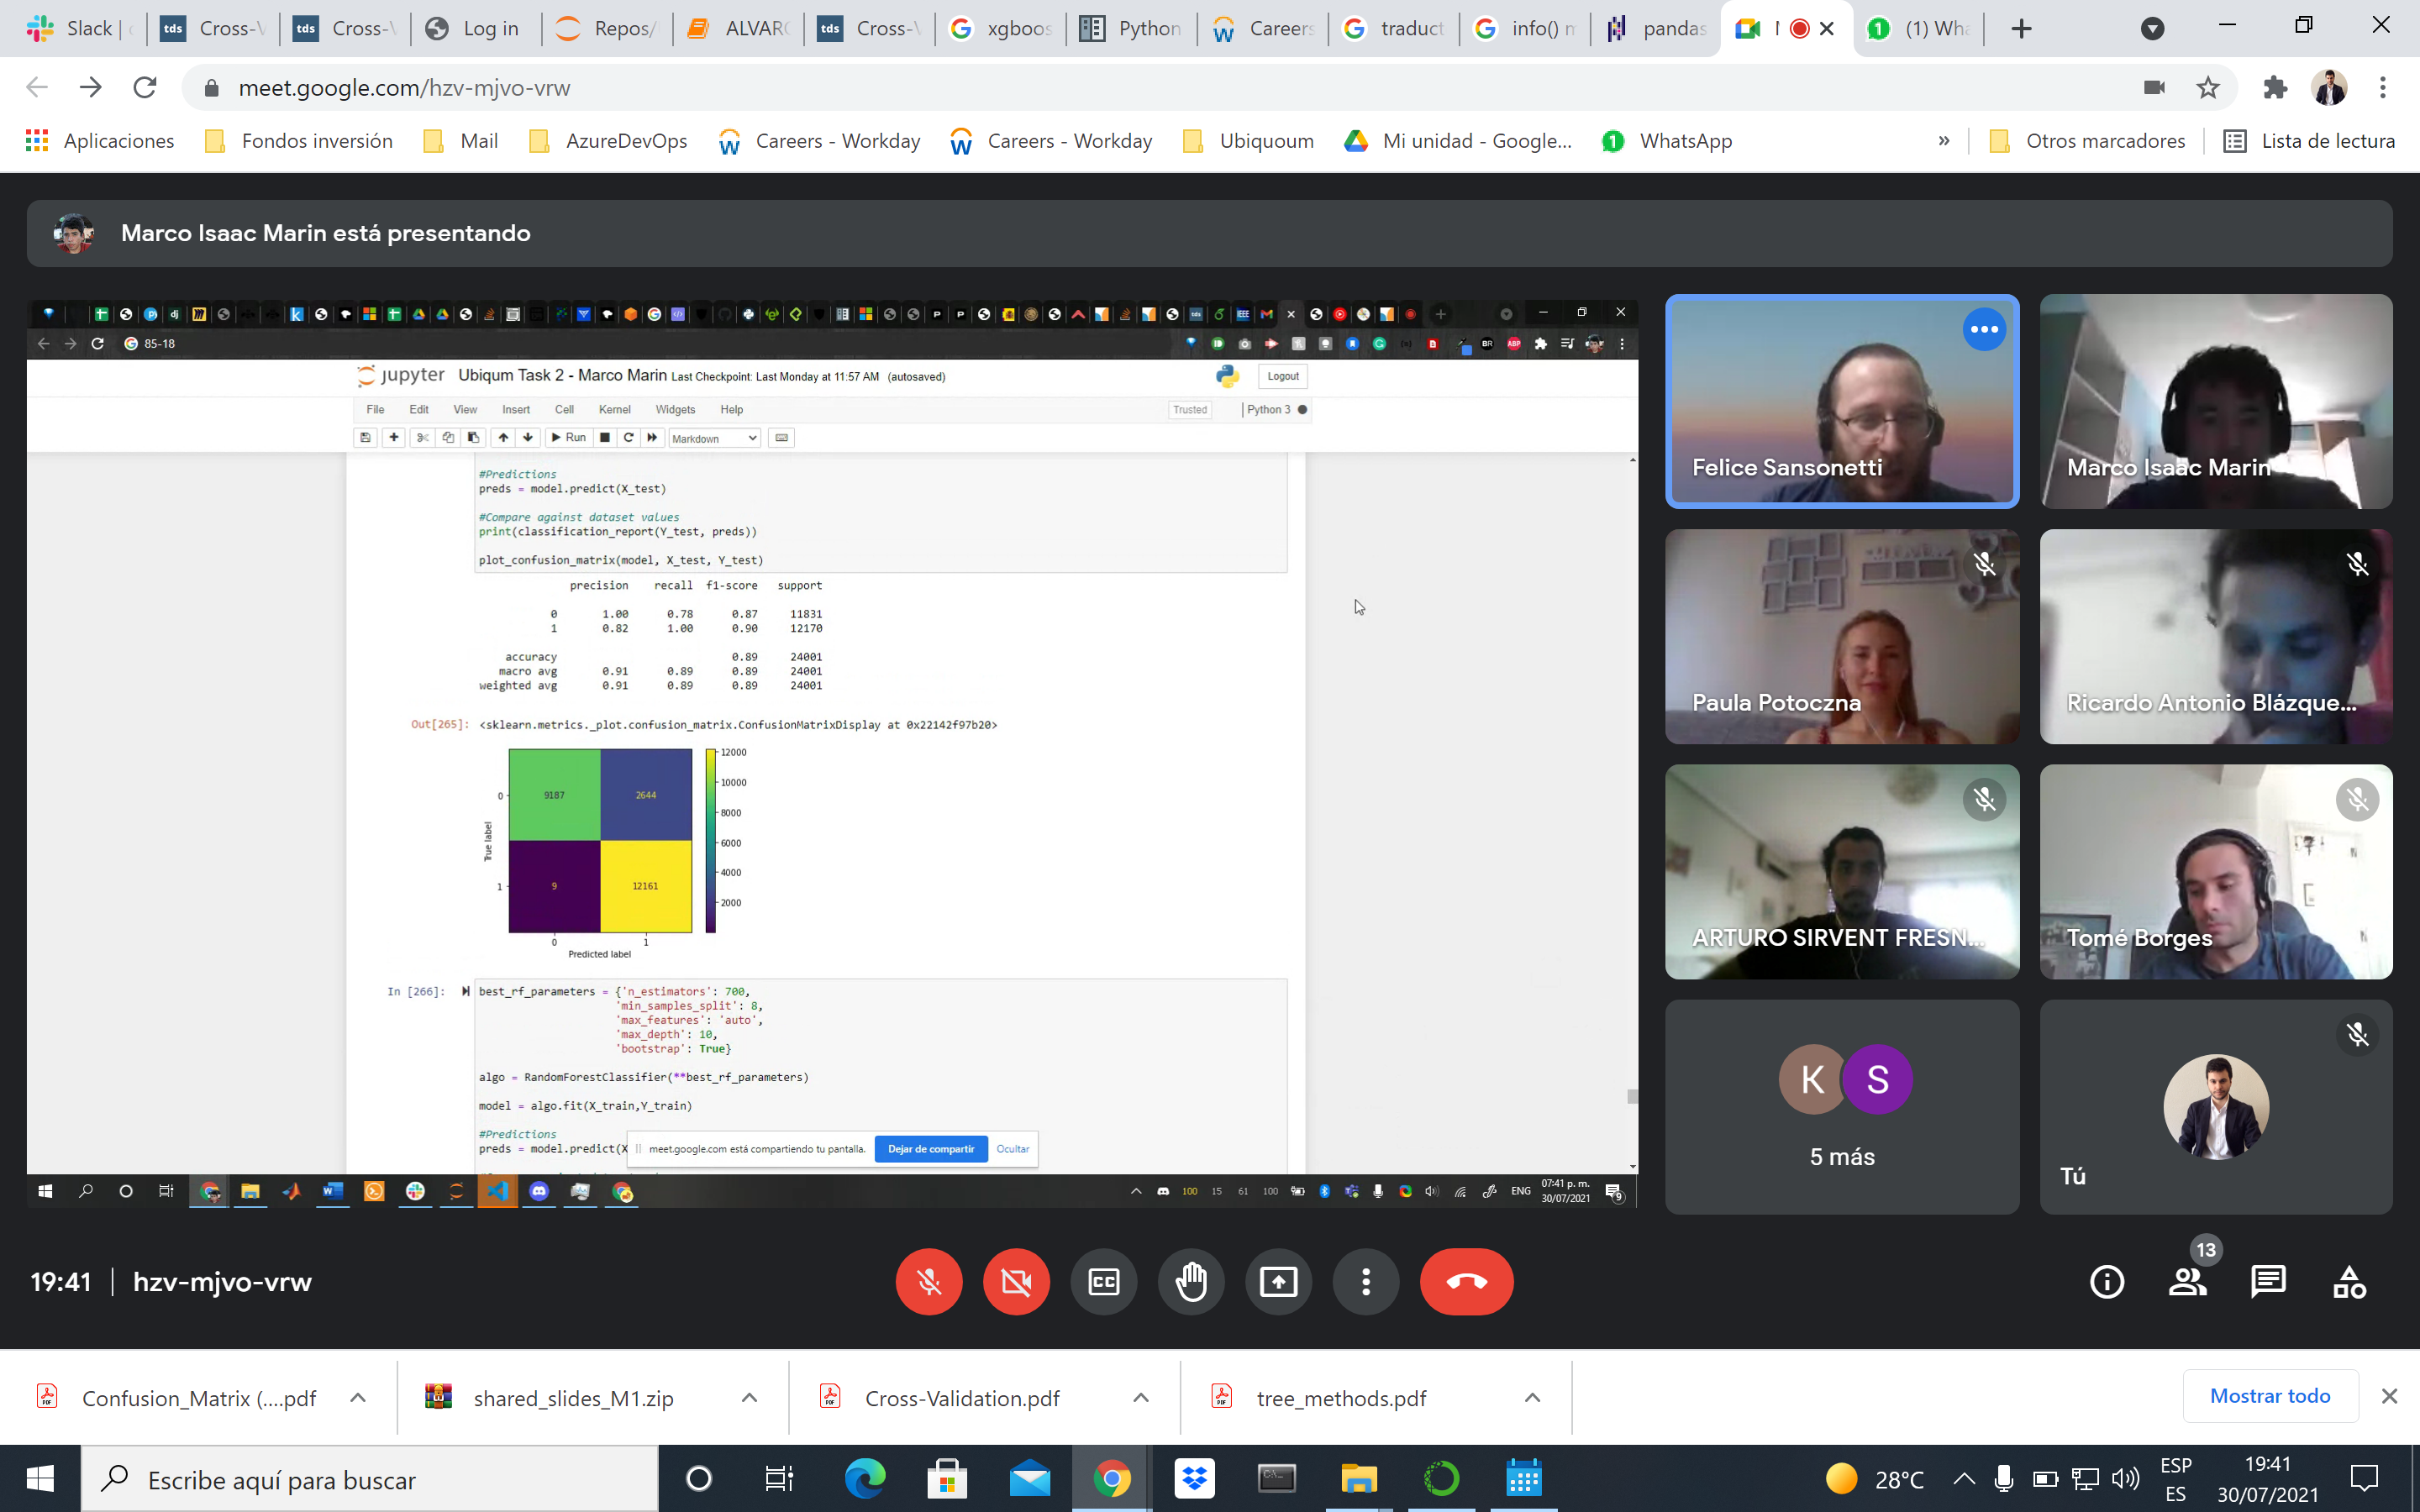 Slack | Cross-V Cross-V Log in Repos/ ALVARO Cross-V xgboos Python Careers traduct info() m pandas (1) Wha
meet.google.com/hzv-mjvo-vrw
Aplicaciones Fondos inversión Mail AzureDevOps Careers - Workday Careers - Workday Ubiquoum Mi unidad - Google... WhatsApp » Otros marcadores Lista de lectura
Marco Isaac Marin está presentando
85-18
jupyter Ubiqum Task 2 - Marco Marin Last Checkpoint: Last Monday at 11:57 AM (autosaved) Logout
File Edit View Insert Cell Kernel Widgets Help Trusted Python 3
Run Markdown
#Predictions
preds = model.predict(X_test)
#Compare against dataset values
print(classification_report(Y_test, preds))
plot_confusion_matrix(model, X_test, Y_test)
precision recall f1-score support
0 1.00 0.78 0.87 11831
1 0.82 1.00 0.90 12170
accuracy 0.89 24001
macro avg 0.91 0.89 0.89 24001
weighted avg 0.91 0.89 0.89 24001
Out[265]: <sklearn.metrics._plot.confusion_matrix.ConfusionMatrixDisplay at 0x22142f97b20>
12000
10000
8000
6000
4000
2000
True label
0 9187 2644
1 9 12161
0 1
Predicted label
In [266]: best_rf_parameters = {'n_estimators': 700,
'min_samples_split': 8,
'max_features': 'auto',
'max_depth': 10,
'bootstrap': True}
algo = RandomForestClassifier(**best_rf_parameters)
model = algo.fit(X_train,Y_train)
#Predictions
preds = model.predict(X
meet.google.com está compartiendo tu pantalla. Dejar de compartir Ocultar
100 15 61 100 ENG 07:41 p. m.
30/07/2021 9
Felice Sansonetti
Marco Isaac Marin
Paula Potoczna
Ricardo Antonio Blázque...
ARTURO SIRVENT FRESN...
Tomé Borges
K S
5 más
Tú
19:41 | hzv-mjvo-vrw
CC
13
Confusion_Matrix (....pdf shared_slides_M1.zip Cross-Validation.pdf tree_methods.pdf Mostrar todo
Escribe aquí para buscar
28°C ESP
ES
19:41
30/07/2021